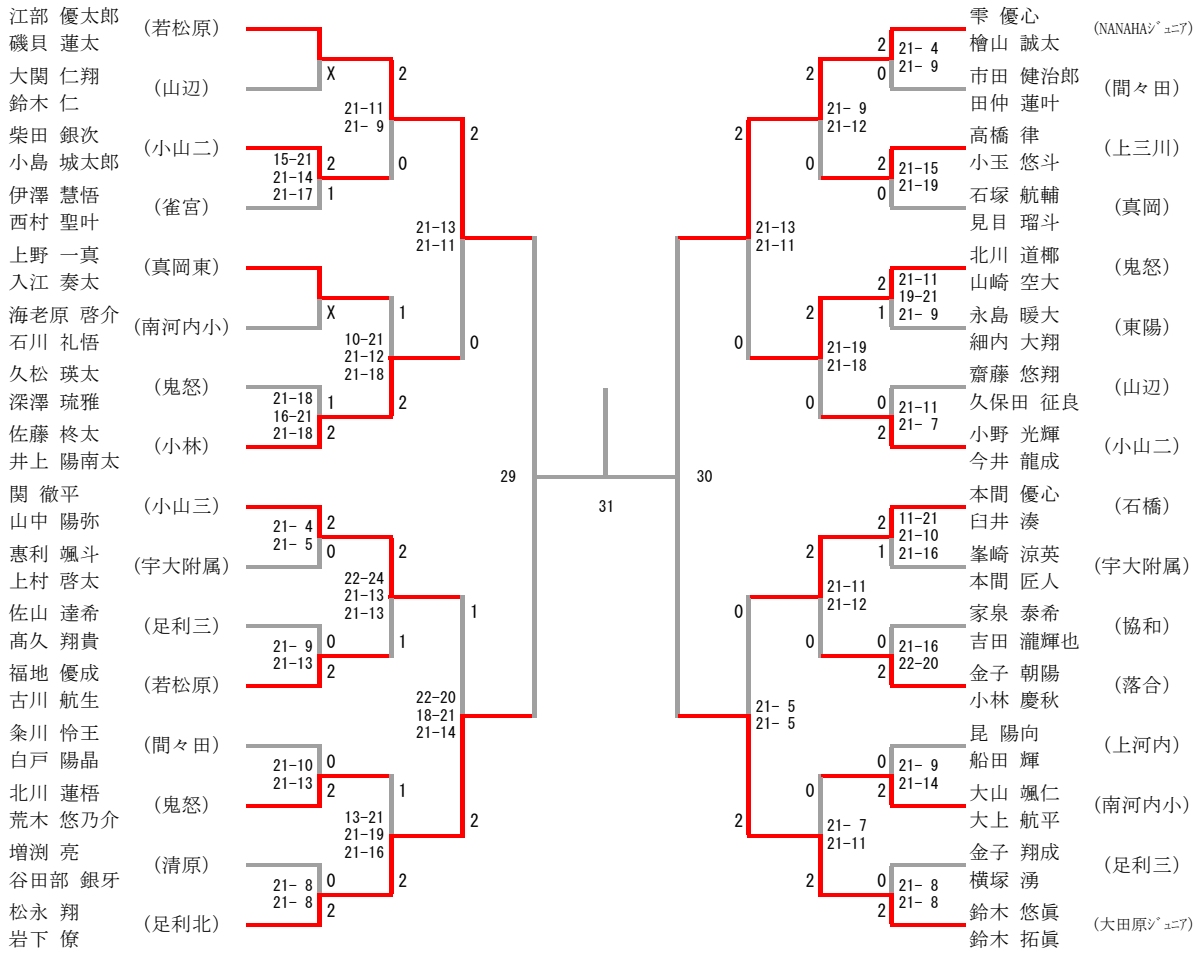 江部 優太郎
磯貝 蓮太
(若松原)
大関 仁翔
鈴木 仁
(山辺)
X
2
21-11
21- 9
柴田 銀次
小島 城太郎
(小山二)
15-21
21-14
21-17
2
1
0
伊澤 慧悟
西村 聖叶
(雀宮)
2
21-13
21-11
上野 一真
入江 奏太
(真岡東)
海老原 啓介
石川 礼悟
(南河内小)
X
1
10-21
21-12
21-18
0
久松 瑛太
深澤 琉雅
(鬼怒)
21-18
16-21
21-18
1
2
2
佐藤 柊太
井上 陽南太
(小林)
関 徹平
山中 陽弥
(小山三)
21- 4
21- 5
2
0
惠利 颯斗
上村 啓太
(宇大附属)
2
22-24
21-13
21-13
1
佐山 達希
髙久 翔貴
(足利三)
21- 9
21-13
0
2
1
福地 優成
古川 航生
(若松原)
22-20
18-21
21-14
粂川 怜王
白戸 陽晶
(間々田)
21-10
21-13
0
2
北川 蓮梧
荒木 悠乃介
(鬼怒)
1
13-21
21-19
21-16
2
増渕 亮
谷田部 銀牙
(清原)
21- 8
21- 8
0
2
2
松永 翔
岩下 僚
(足利北)
29
31
30
雫 優心
檜山 誠太
(NANAHAジュニア)
2
21- 4
21- 9
0
市田 健治郎
田仲 蓮叶
(間々田)
2
21- 9
21-12
0
高橋 律
小玉 悠斗
(上三川)
2
21-15
21-19
0
石塚 航輔
見目 瑠斗
(真岡)
2
21-13
21-11
0
北川 道椰
山崎 空大
(鬼怒)
2
21-11
19-21
21- 9
1
永島 暖大
細内 大翔
(東陽)
2
21-19
21-18
0
齋藤 悠翔
久保田 征良
(山辺)
0
21-11
21- 7
2
小野 光輝
今井 龍成
(小山二)
本間 優心
臼井 湊
(石橋)
2
11-21
21-10
21-16
1
峯崎 涼英
本間 匠人
(宇大附属)
2
21-11
21-12
0
家泉 泰希
吉田 瀧輝也
(協和)
0
21-16
22-20
2
金子 朝陽
小林 慶秋
(落合)
0
21- 5
21- 5
2
昆 陽向
船田 輝
(上河内)
0
21- 9
21-14
2
大山 颯仁
大上 航平
(南河内小)
0
21- 7
21-11
2
金子 翔成
横塚 湧
(足利三)
0
21- 8
21- 8
2
鈴木 悠眞
鈴木 拓眞
(大田原ジュニア)